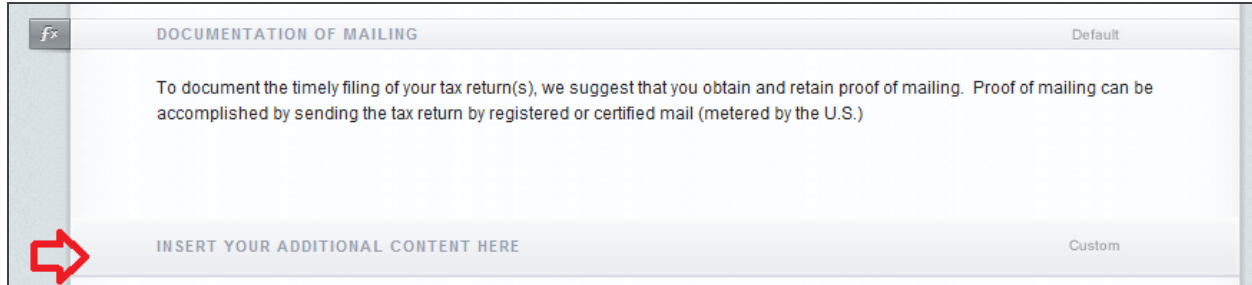 fx
DOCUMENTATION OF MAILING
Default
To document the timely filing of your tax return(s), we suggest that you obtain and retain proof of mailing.  Proof of mailing can be
accomplished by sending the tax return by registered or certified mail (metered by the U.S.)
INSERT YOUR ADDITIONAL CONTENT HERE
Custom